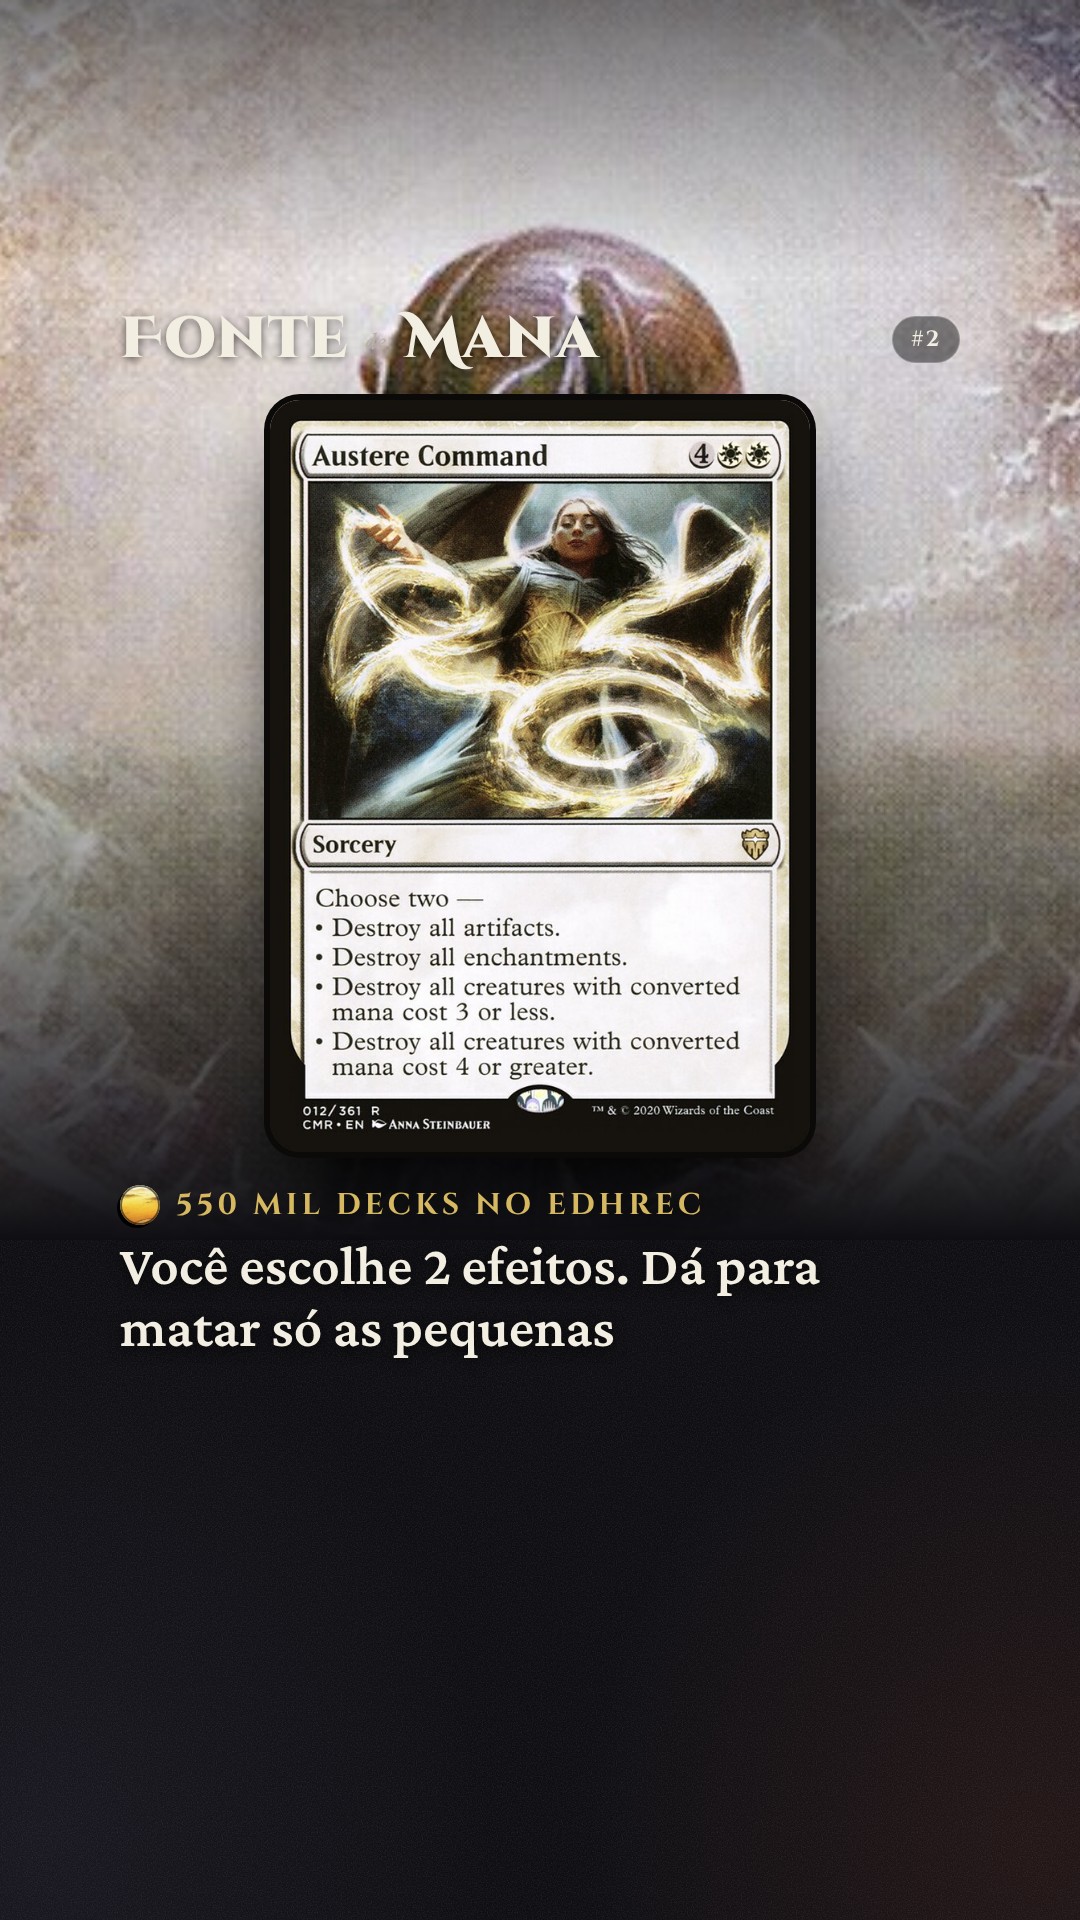 Fonte Mana
#2
Austere Command 4
Sorcery
Choose two —
• Destroy all artifacts.
• Destroy all enchantments.
• Destroy all creatures with converted
mana cost 3 or less.
• Destroy all creatures with converted
mana cost 4 or greater.
012/361 R
CMR • EN Anna Steinbauer
™ & © 2020 Wizards of the Coast
550 MIL DECKS NO EDHREC
Você escolhe 2 efeitos. Dá para
matar só as pequenas